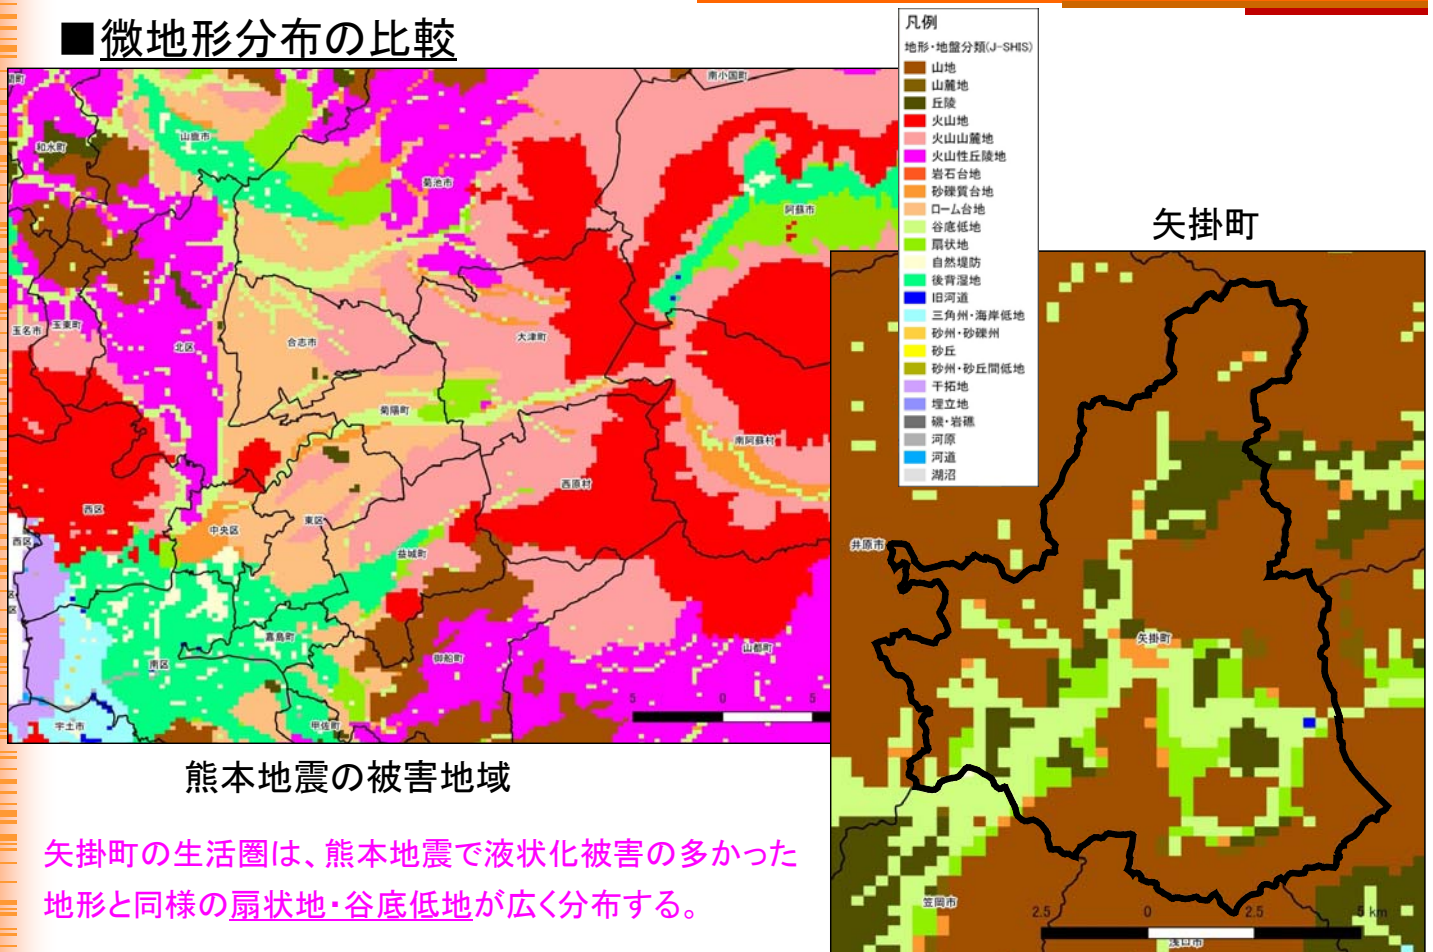 ■微地形分布の比較
凡例
地形・地盤分類(J-SHIS)
山地
山麓地
丘陵
火山地
火山山麓地
火山性丘陵地
岩石台地
砂礫質台地
ローム台地
谷底低地
扇状地
自然堤防
後背湿地
旧河道
三角州・海岸低地
砂州・砂礫州
砂丘
砂州・砂丘間低地
干拓地
埋立地
磯・岩礁
河原
河道
湖沼
南小国町
山鹿市
和水町
菊池市
阿蘇市
玉名市
玉東町
北区
合志市
大津町
菊陽町
南阿蘇村
西原村
西区
中央区
東区
西区
益城町
嘉島町
南区
御船町
山都町
宇土市
甲佐町
5 0 5
熊本地震の被害地域
矢掛町
井原市
矢掛町
笠岡市
2.5 0 2.5 5 km
浅口市
矢掛町の生活圏は、熊本地震で液状化被害の多かった
地形と同様の扇状地・谷底低地が広く分布する。